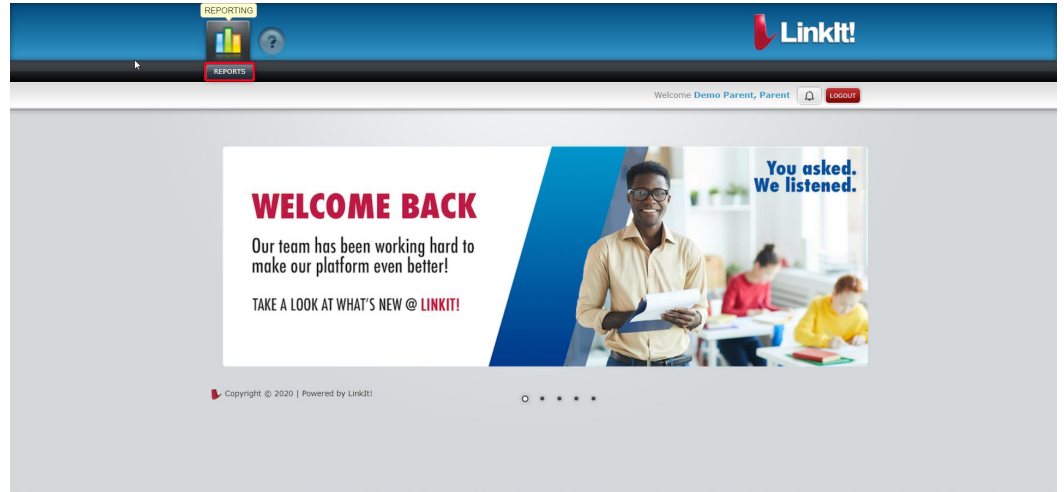 REPORTING
?
LinkIt!
REPORTS
Welcome Demo Parent, Parent
LOGOUT
You asked.
We listened.
WELCOME BACK
Our team has been working hard to
make our platform even better!
TAKE A LOOK AT WHAT'S NEW @ LINKIT!
Copyright © 2020 | Powered by LinkIt!